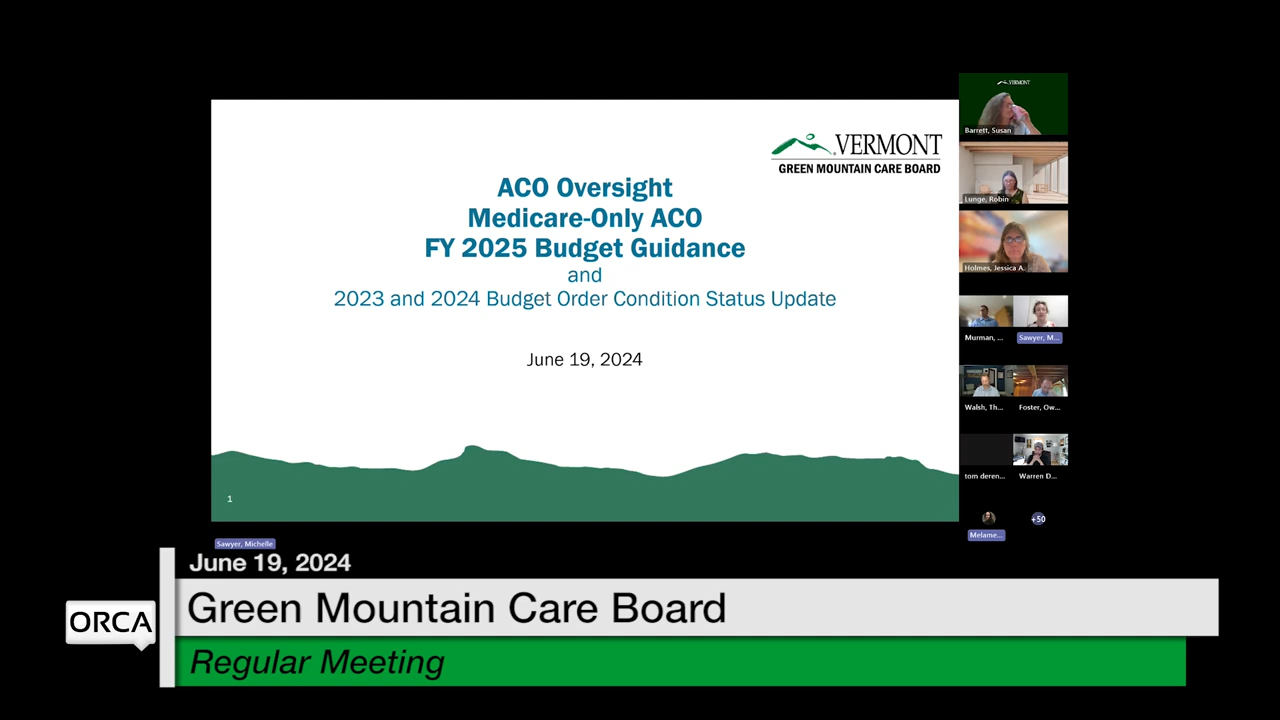 VERMONT
GREEN MOUNTAIN CARE BOARD
ACO Oversight
Medicare-Only ACO
FY 2025 Budget Guidance
and
2023 and 2024 Budget Order Condition Status Update
June 19, 2024
1
VERMONT
Barrett, Susan
Lunge, Robin
Holmes, Jessica A.
Murman, ...
Sawyer, M...
Walsh, Th...
Foster, Ow...
tom deren...
Warren D...
Melame...
+50
Sawyer, Michelle
June 19, 2024
ORCA
Green Mountain Care Board
Regular Meeting